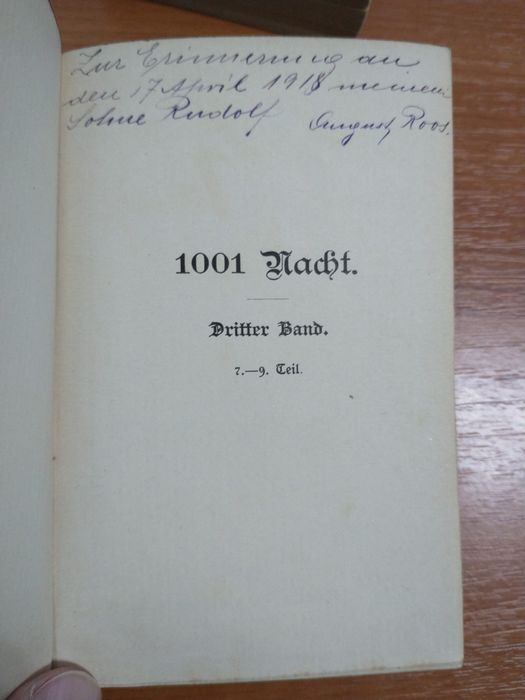 Zur Erinnerung an
den 17 April 1918 meinem
Sohne Rudolf August Roos.
1001 Nacht.
Dritter Band.
7.—9. Teil.